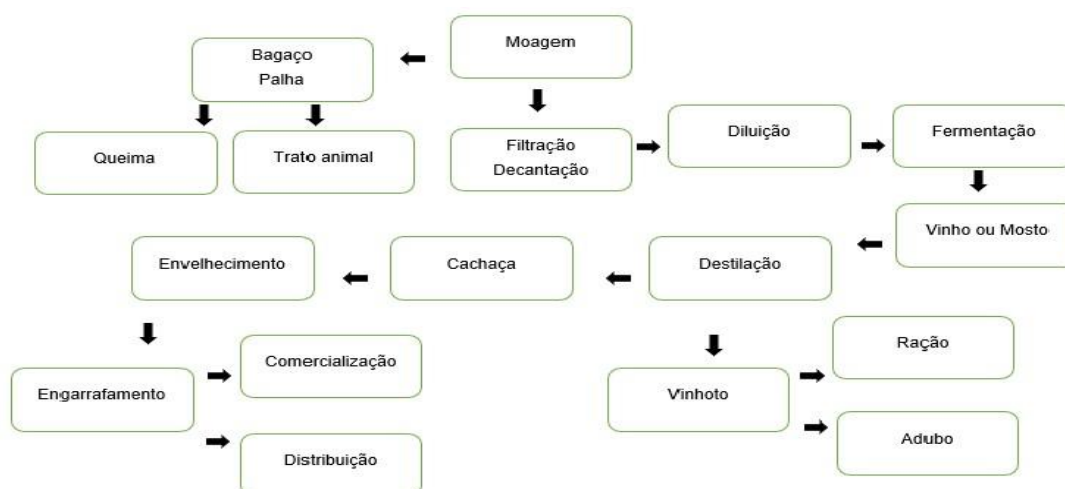 Moagem
Bagaço
Palha
Queima
Trato animal
Filtração
Decantação
Diluição
Fermentação
Vinho ou Mosto
Destilação
Cachaça
Envelhecimento
Engarrafamento
Comercialização
Distribuição
Vinhoto
Ração
Adubo